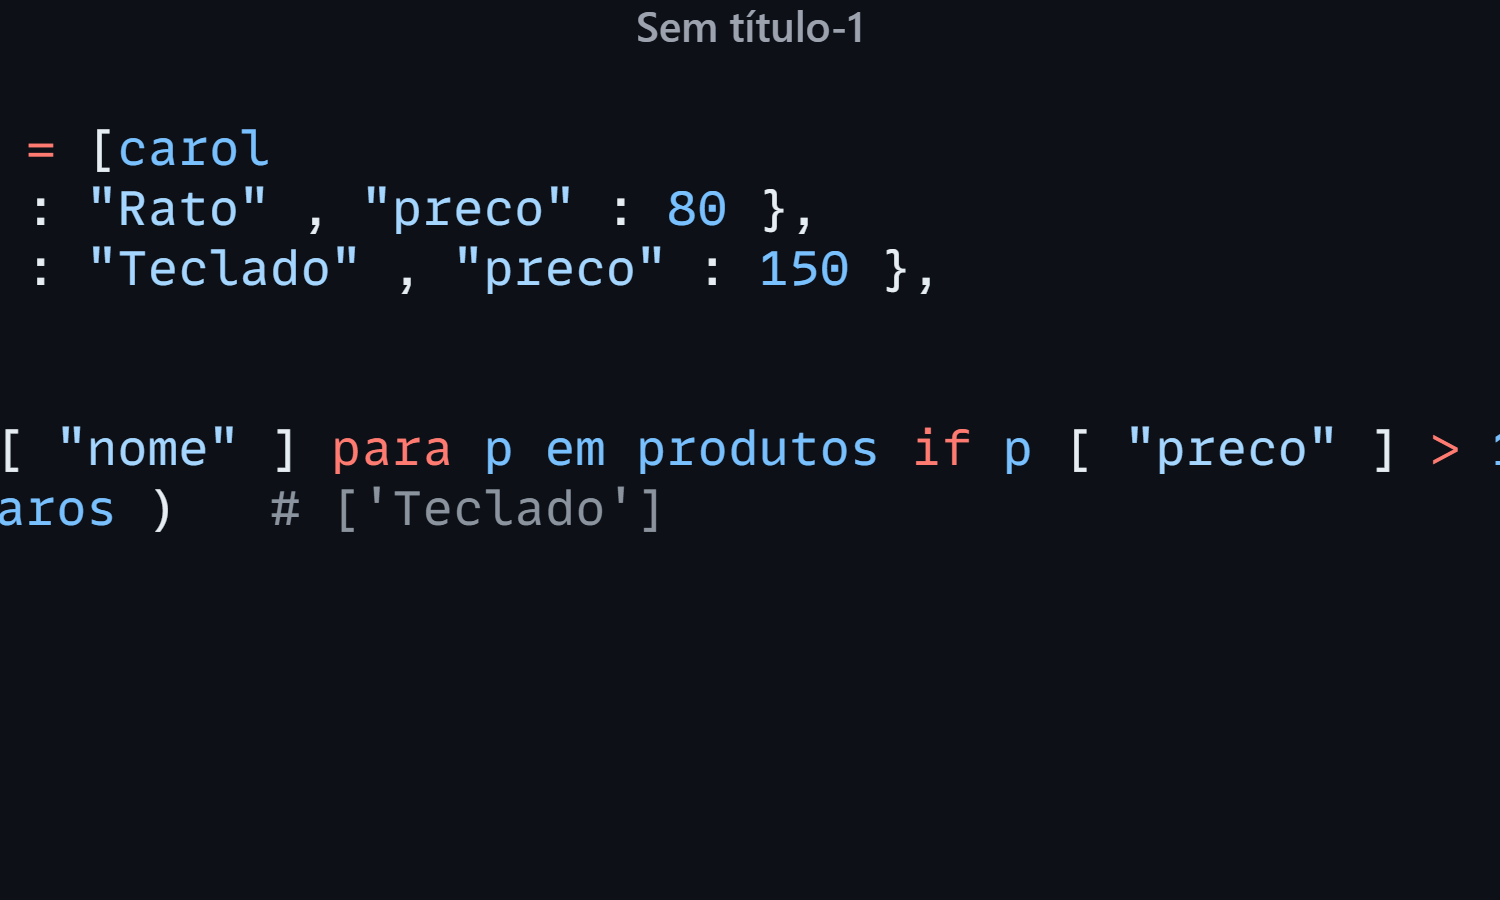 Sem título-1
= [carol
: "Rato" , "preco" : 80 },
: "Teclado" , "preco" : 150 },
[ "nome" ] para p em produtos if p [ "preco" ] >
aros )   # ['Teclado']